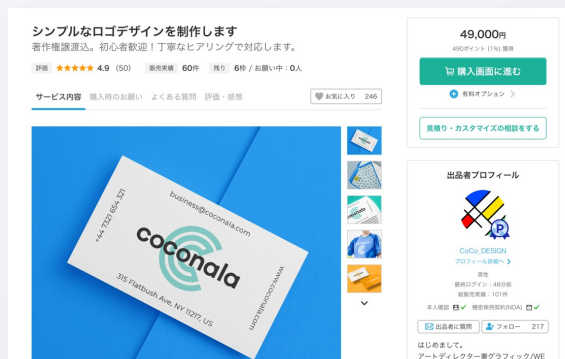 シンプルなロゴデザインを制作します
著作権譲渡込。初心者歓迎！丁寧なヒアリングで対応します。
評価 ★★★★★ 4.9 (50) 販売実績 60件 残り 6枠 / お願い中：0人
サービス内容 購入時のお願い よくある質問 評価・感想
お気に入り 246
+44 7321 654 321
business@coconala.com
coconala
315 Flatbush Ave, NY 11217, US
www.coconala.com
49,000円
490ポイント (1%) 獲得
購入画面に進む
有料オプション
見積り・カスタマイズの相談をする
出品者プロフィール
P
CoCo_DESIGN
プロフィール詳細へ
男性
最終ログイン：48分前
総販売実績：101件
本人確認 機密保持契約(NDA)
出品者に質問 フォロー 217
はじめまして。
アートディレクター兼グラフィック/WE